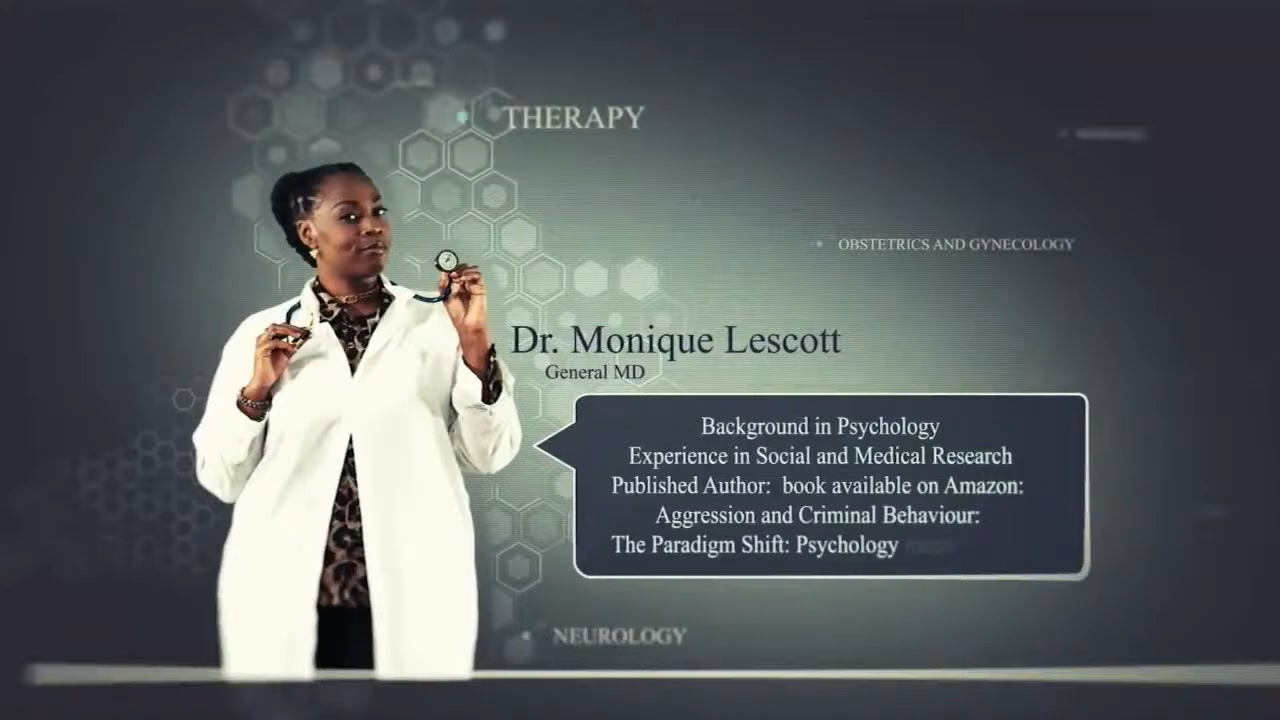 THERAPY
OBSTETRICS AND GYNECOLOGY
Dr. Monique Lescott
General MD
Background in Psychology
Experience in Social and Medical Research
Published Author: book available on Amazon:
Aggression and Criminal Behaviour:
The Paradigm Shift: Psychology
NEUROLOGY